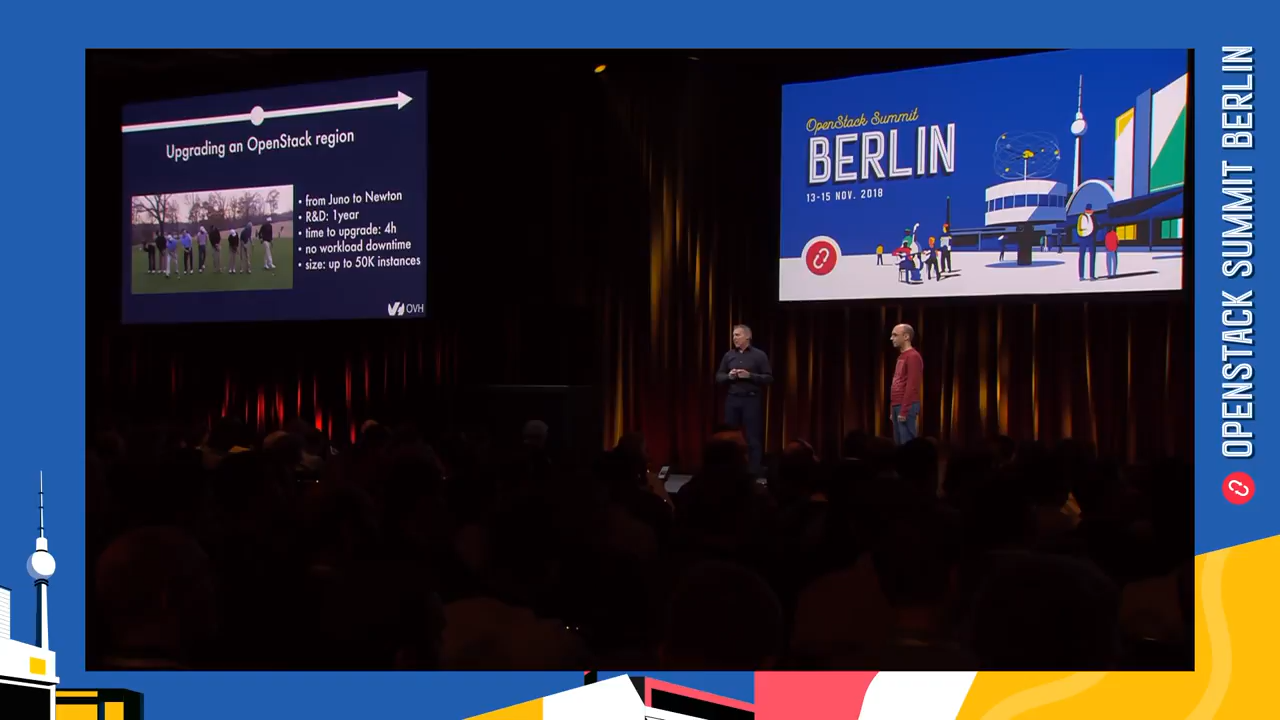 Upgrading an OpenStack region
• from Juno to Newton
• R&D: 1year
• time to upgrade: 4h
• no workload downtime
• size: up to 50K instances
OVH
OpenStack Summit
BERLIN
13-15 NOV. 2018
OPENSTACK SUMMIT BERLIN